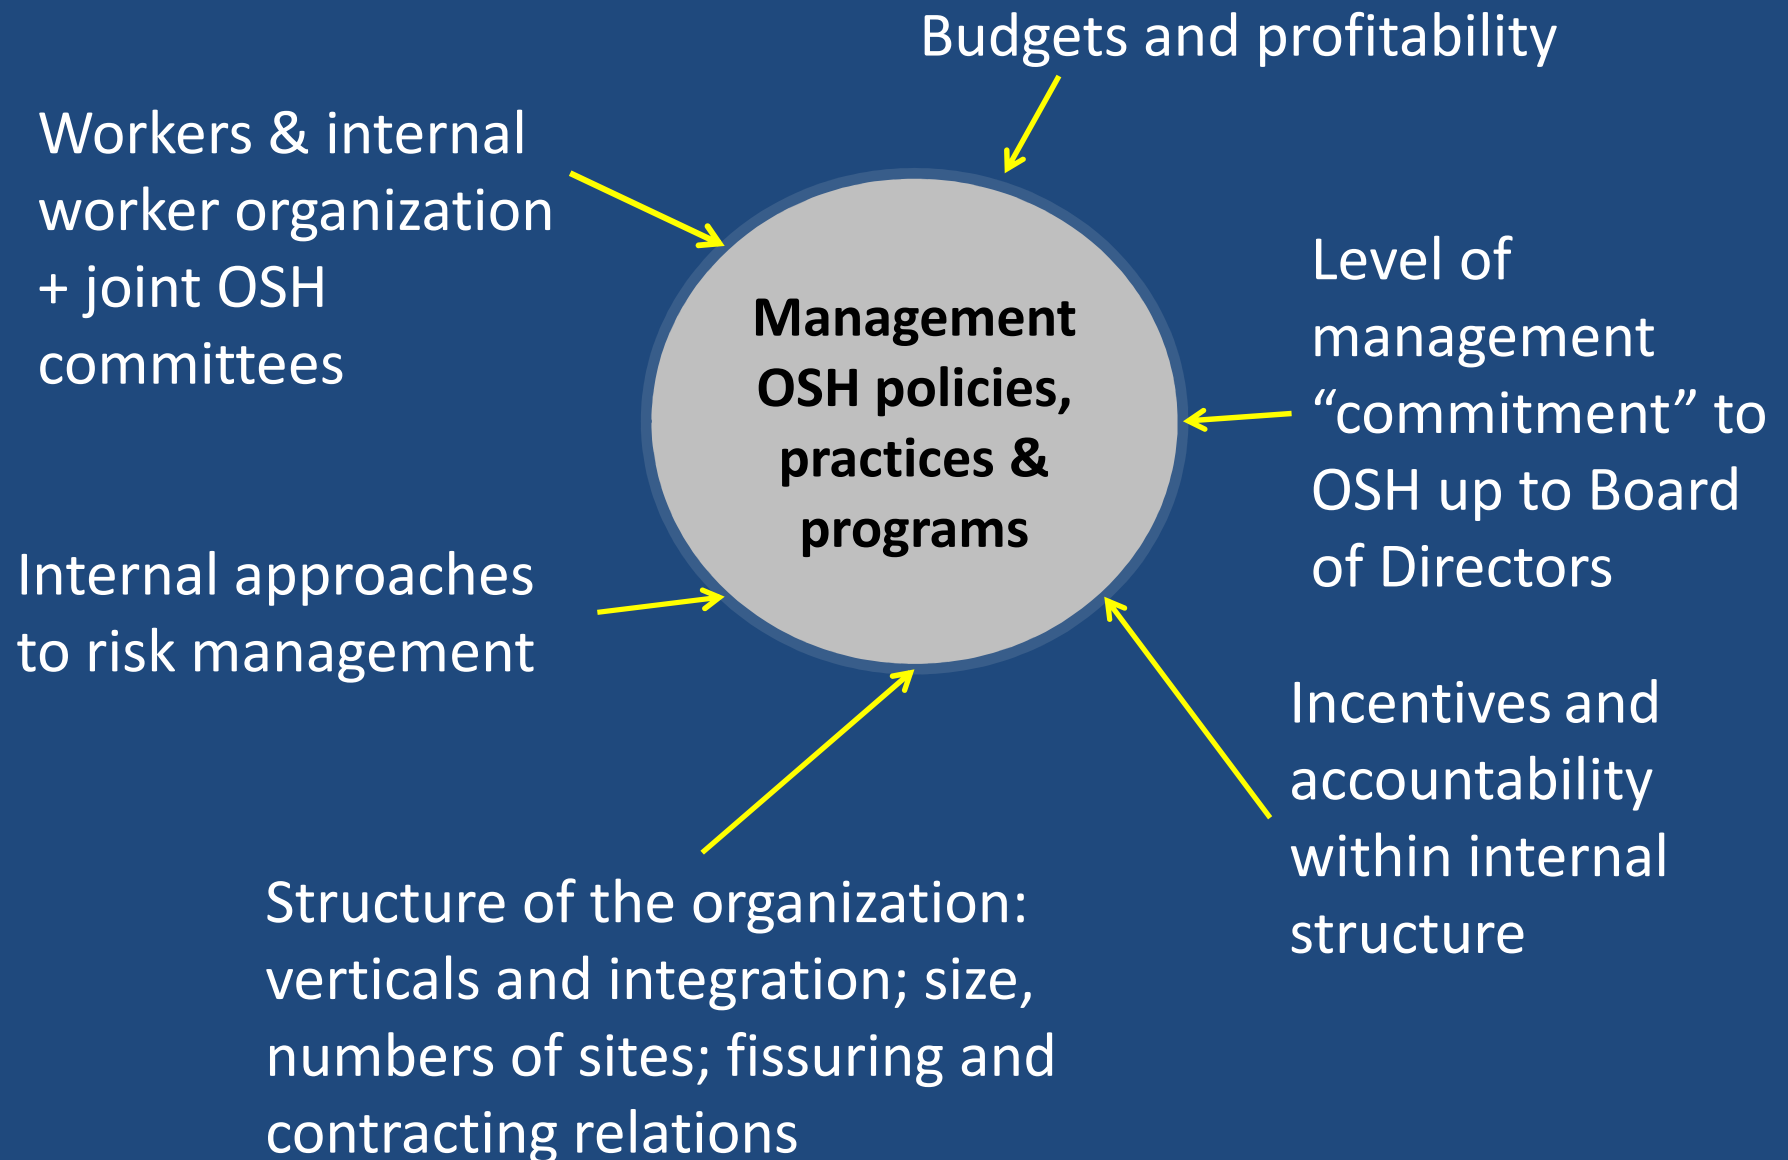 Budgets and profitability
Workers & internal
worker organization
+ joint OSH
committees
Level of
management
“commitment” to
OSH up to Board
of Directors
Management
OSH policies,
practices &
programs
Internal approaches
to risk management
Incentives and
accountability
within internal
structure
Structure of the organization:
verticals and integration; size,
numbers of sites; fissuring and
contracting relations